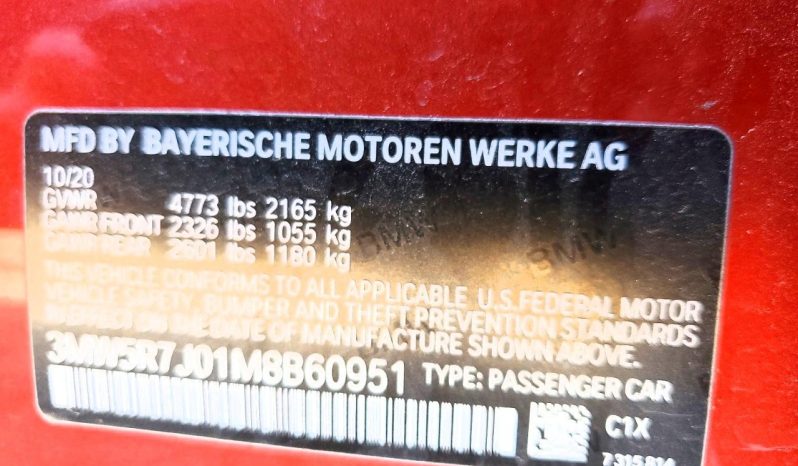 MFD BY BAYERISCHE MOTOREN WERKE AG
10/20
GVWR 4773 lbs 2165 kg
GAWR FRONT 2326 lbs 1055 kg
GAWR REAR 2601 lbs 1180 kg
BMW BMW
THIS VEHICLE CONFORMS TO ALL APPLICABLE U.S. FEDERAL MOTOR
VEHICLE SAFETY, BUMPER AND THEFT PREVENTION STANDARDS
IN EFFECT ON THE DATE OF MANUFACTURE SHOWN ABOVE.
3MW5R7J01M8B60951 TYPE: PASSENGER CAR
C1X